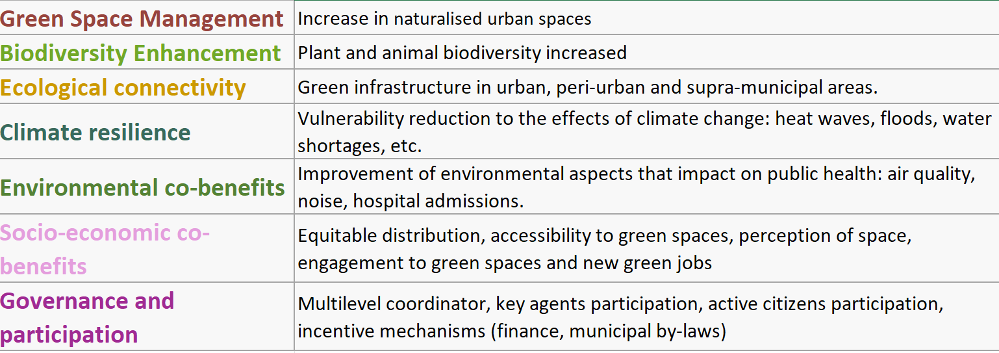 Green Space Management
Increase in naturalised urban spaces
Biodiversity Enhancement
Plant and animal biodiversity increased
Ecological connectivity
Green infrastructure in urban, peri-urban and supra-municipal areas.
Climate resilience
Vulnerability reduction to the effects of climate change: heat waves, floods, water
shortages, etc.
Environmental co-benefits
Improvement of environmental aspects that impact on public health: air quality,
noise, hospital admissions.
Socio-economic co-
benefits
Equitable distribution, accessibility to green spaces, perception of space,
engagement to green spaces and new green jobs
Governance and
participation
Multilevel coordinator, key agents participation, active citizens participation,
incentive mechanisms (finance, municipal by-laws)